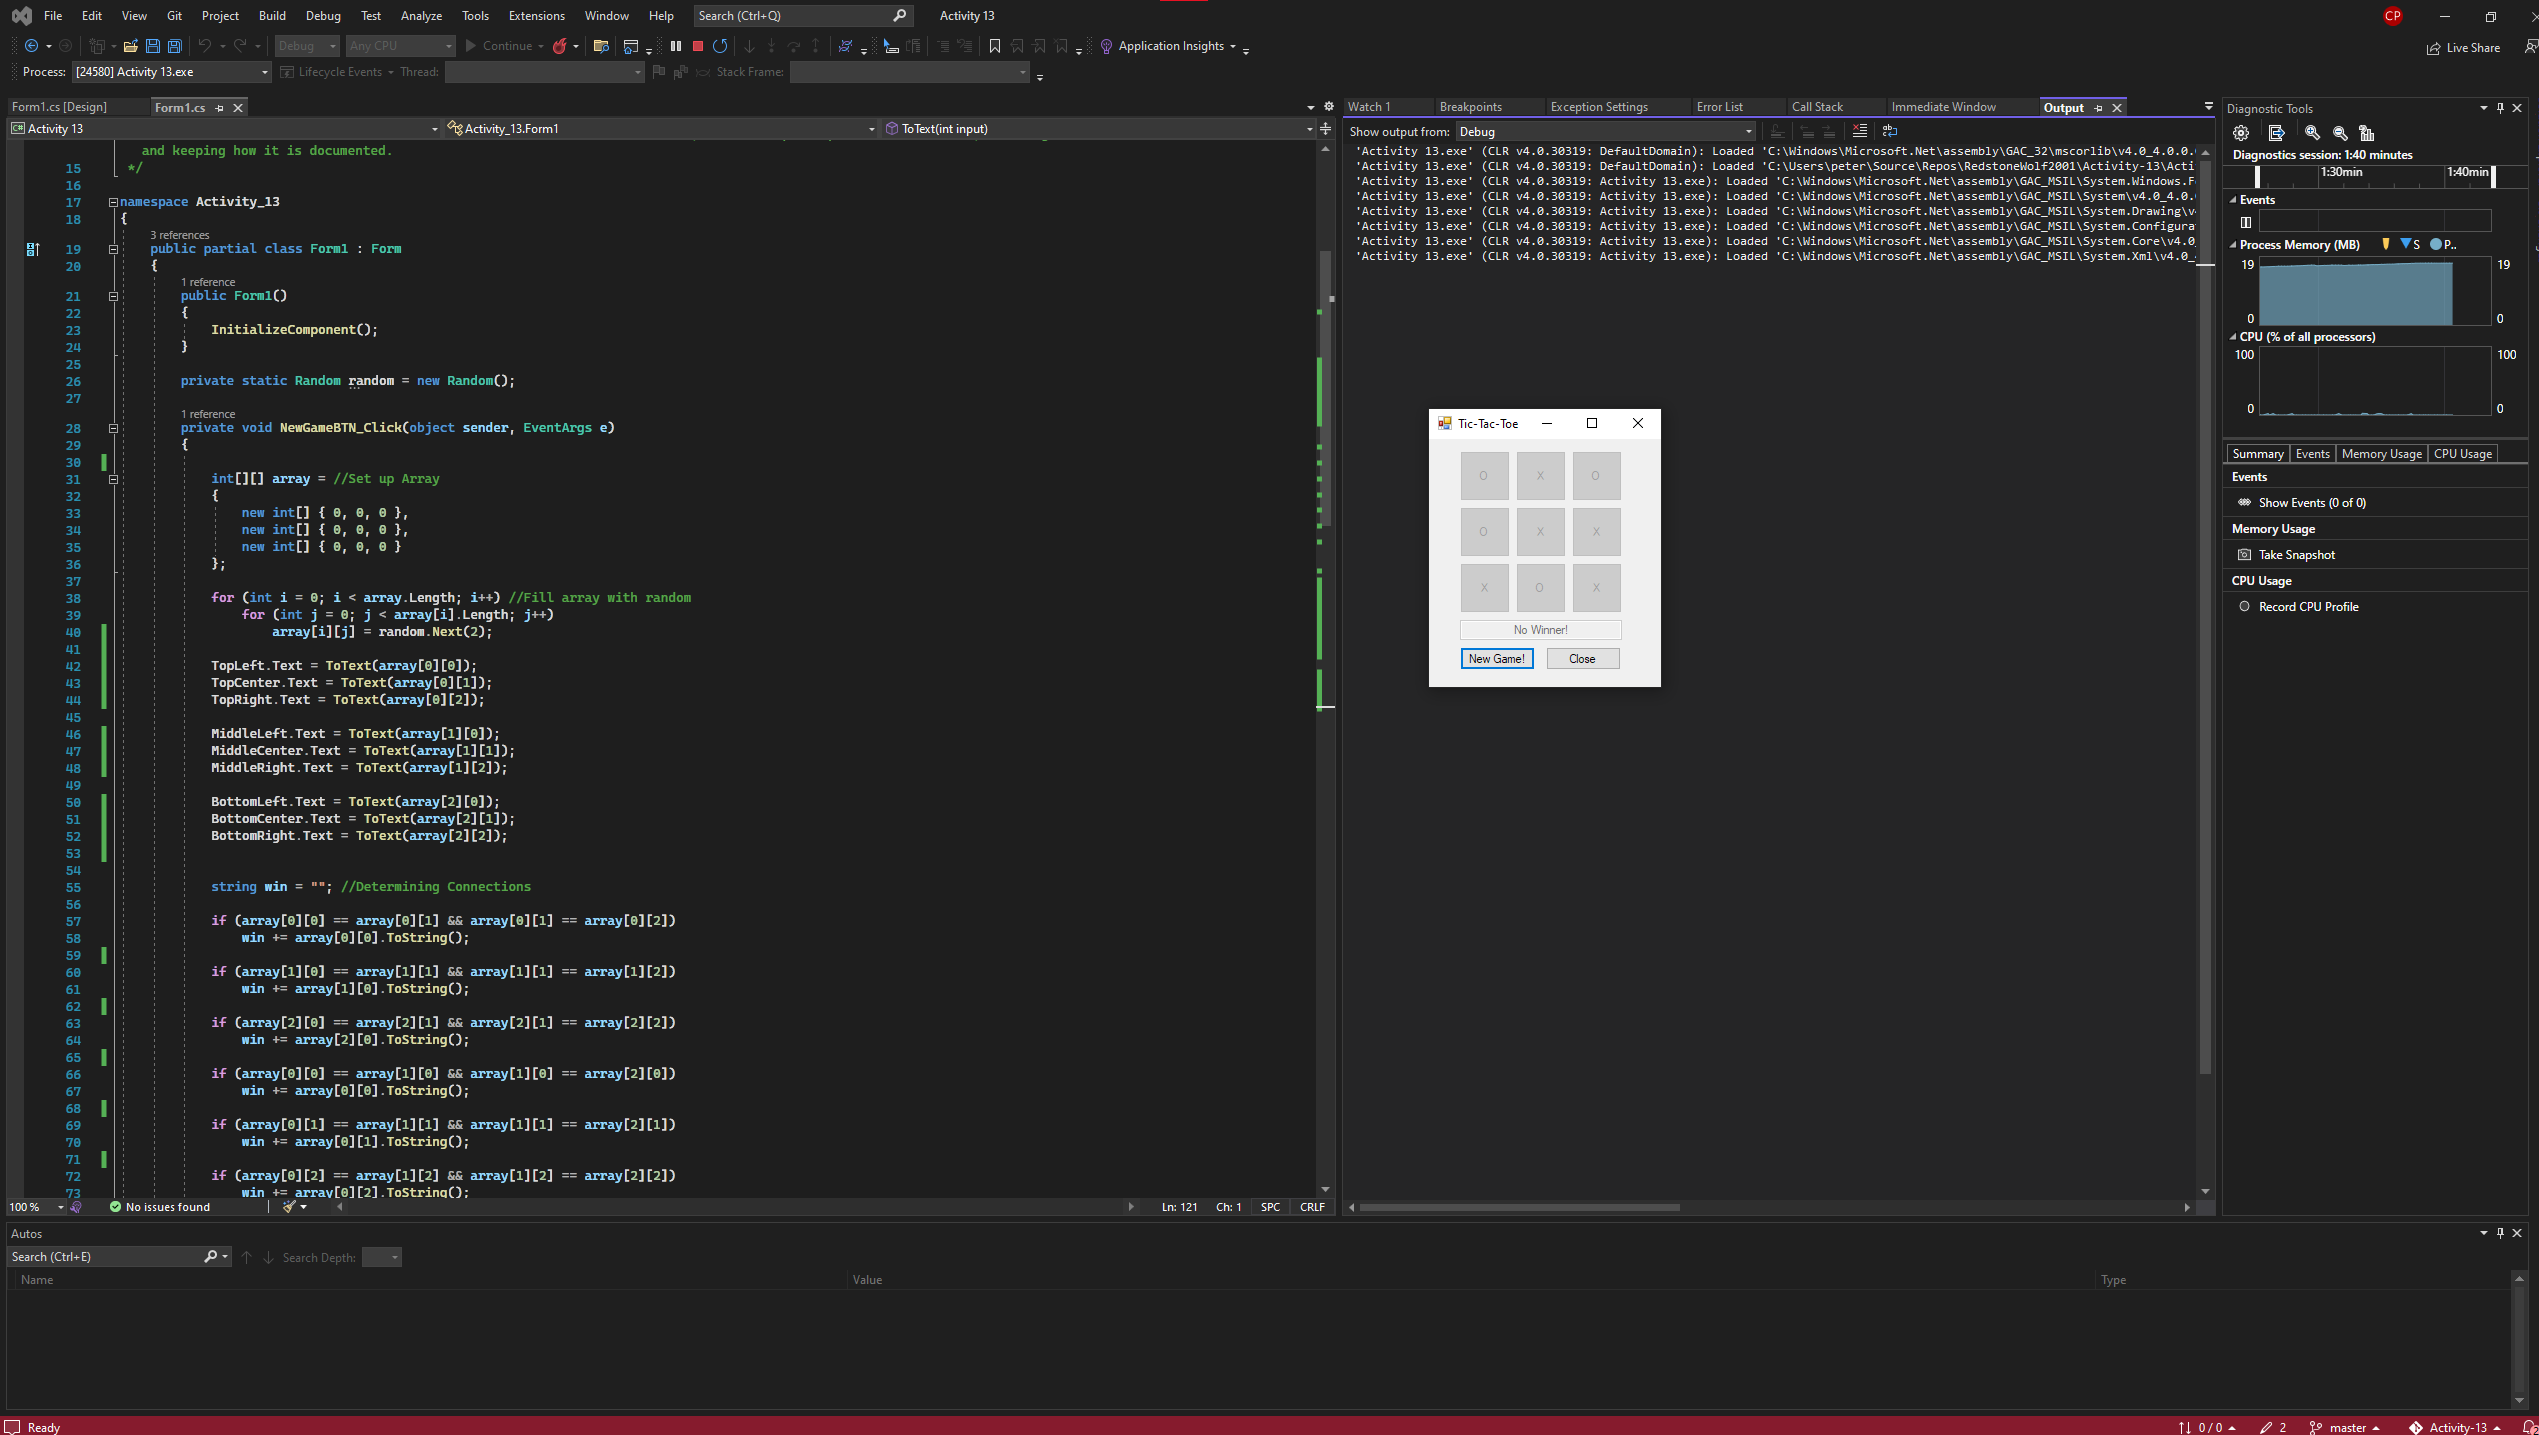 File Edit View Git Project Build Debug Test Analyze Tools Extensions Window Help Search (Ctrl+Q) Activity 13 CP
Debug Any CPU Continue Application Insights Live Share
Process: [24580] Activity 13.exe Lifecycle Events Thread: Stack Frame:
Form1.cs [Design] Form1.cs
Activity 13 Activity_13.Form1 ToText(int input)
and keeping how it is documented.
15 */
16
17 namespace Activity_13
18 {
3 references
19 public partial class Form1 : Form
20 {
1 reference
21 public Form1()
22 {
23 InitializeComponent();
24 }
25
26 private static Random random = new Random();
27
1 reference
28 private void NewGameBTN_Click(object sender, EventArgs e)
29 {
30
31 int[][] array = //Set up Array
32 {
33 new int[] { 0, 0, 0 },
34 new int[] { 0, 0, 0 },
35 new int[] { 0, 0, 0 }
36 };
37
38 for (int i = 0; i < array.Length; i++) //Fill array with random
39 for (int j = 0; j < array[i].Length; j++)
40 array[i][j] = random.Next(2);
41
42 TopLeft.Text = ToText(array[0][0]);
43 TopCenter.Text = ToText(array[0][1]);
44 TopRight.Text = ToText(array[0][2]);
45
46 MiddleLeft.Text = ToText(array[1][0]);
47 MiddleCenter.Text = ToText(array[1][1]);
48 MiddleRight.Text = ToText(array[1][2]);
49
50 BottomLeft.Text = ToText(array[2][0]);
51 BottomCenter.Text = ToText(array[2][1]);
52 BottomRight.Text = ToText(array[2][2]);
53
54
55 string win = ""; //Determining Connections
56
57 if (array[0][0] == array[0][1] && array[0][1] == array[0][2])
58 win += array[0][0].ToString();
59
60 if (array[1][0] == array[1][1] && array[1][1] == array[1][2])
61 win += array[1][0].ToString();
62
63 if (array[2][0] == array[2][1] && array[2][1] == array[2][2])
64 win += array[2][0].ToString();
65
66 if (array[0][0] == array[1][0] && array[1][0] == array[2][0])
67 win += array[0][0].ToString();
68
69 if (array[0][1] == array[1][1] && array[1][1] == array[2][1])
70 win += array[0][1].ToString();
71
72 if (array[0][2] == array[1][2] && array[1][2] == array[2][2])
73 win += array[0][2].ToString();
100 % No issues found Ln: 121 Ch: 1 SPC CRLF
Watch 1 Breakpoints Exception Settings Error List Call Stack Immediate Window Output
Show output from: Debug
'Activity 13.exe' (CLR v4.0.30319: DefaultDomain): Loaded 'C:\Windows\Microsoft.Net\assembly\GAC_32\mscorlib\v4.0_4.0.0.
'Activity 13.exe' (CLR v4.0.30319: DefaultDomain): Loaded 'C:\Users\peter\Source\Repos\RedstoneWolf2001\Activity-13\Acti
'Activity 13.exe' (CLR v4.0.30319: Activity 13.exe): Loaded 'C:\Windows\Microsoft.Net\assembly\GAC_MSIL\System.Windows.F
'Activity 13.exe' (CLR v4.0.30319: Activity 13.exe): Loaded 'C:\Windows\Microsoft.Net\assembly\GAC_MSIL\System\v4.0_4.0.
'Activity 13.exe' (CLR v4.0.30319: Activity 13.exe): Loaded 'C:\Windows\Microsoft.Net\assembly\GAC_MSIL\System.Drawing\v
'Activity 13.exe' (CLR v4.0.30319: Activity 13.exe): Loaded 'C:\Windows\Microsoft.Net\assembly\GAC_MSIL\System.Configura
'Activity 13.exe' (CLR v4.0.30319: Activity 13.exe): Loaded 'C:\Windows\Microsoft.Net\assembly\GAC_MSIL\System.Core\v4.0
'Activity 13.exe' (CLR v4.0.30319: Activity 13.exe): Loaded 'C:\Windows\Microsoft.Net\assembly\GAC_MSIL\System.Xml\v4.0_
Tic-Tac-Toe
O X O
O X X
X O X
No Winner!
New Game! Close
Diagnostic Tools
Diagnostics session: 1:40 minutes
1:30min 1:40min
Events
Process Memory (MB) S P..
19 19
0 0
CPU (% of all processors)
100 100
0 0
Summary Events Memory Usage CPU Usage
Events
Show Events (0 of 0)
Memory Usage
Take Snapshot
CPU Usage
Record CPU Profile
Autos
Search (Ctrl+E) Search Depth:
Name Value Type
Ready 0 / 0 2 master Activity-13